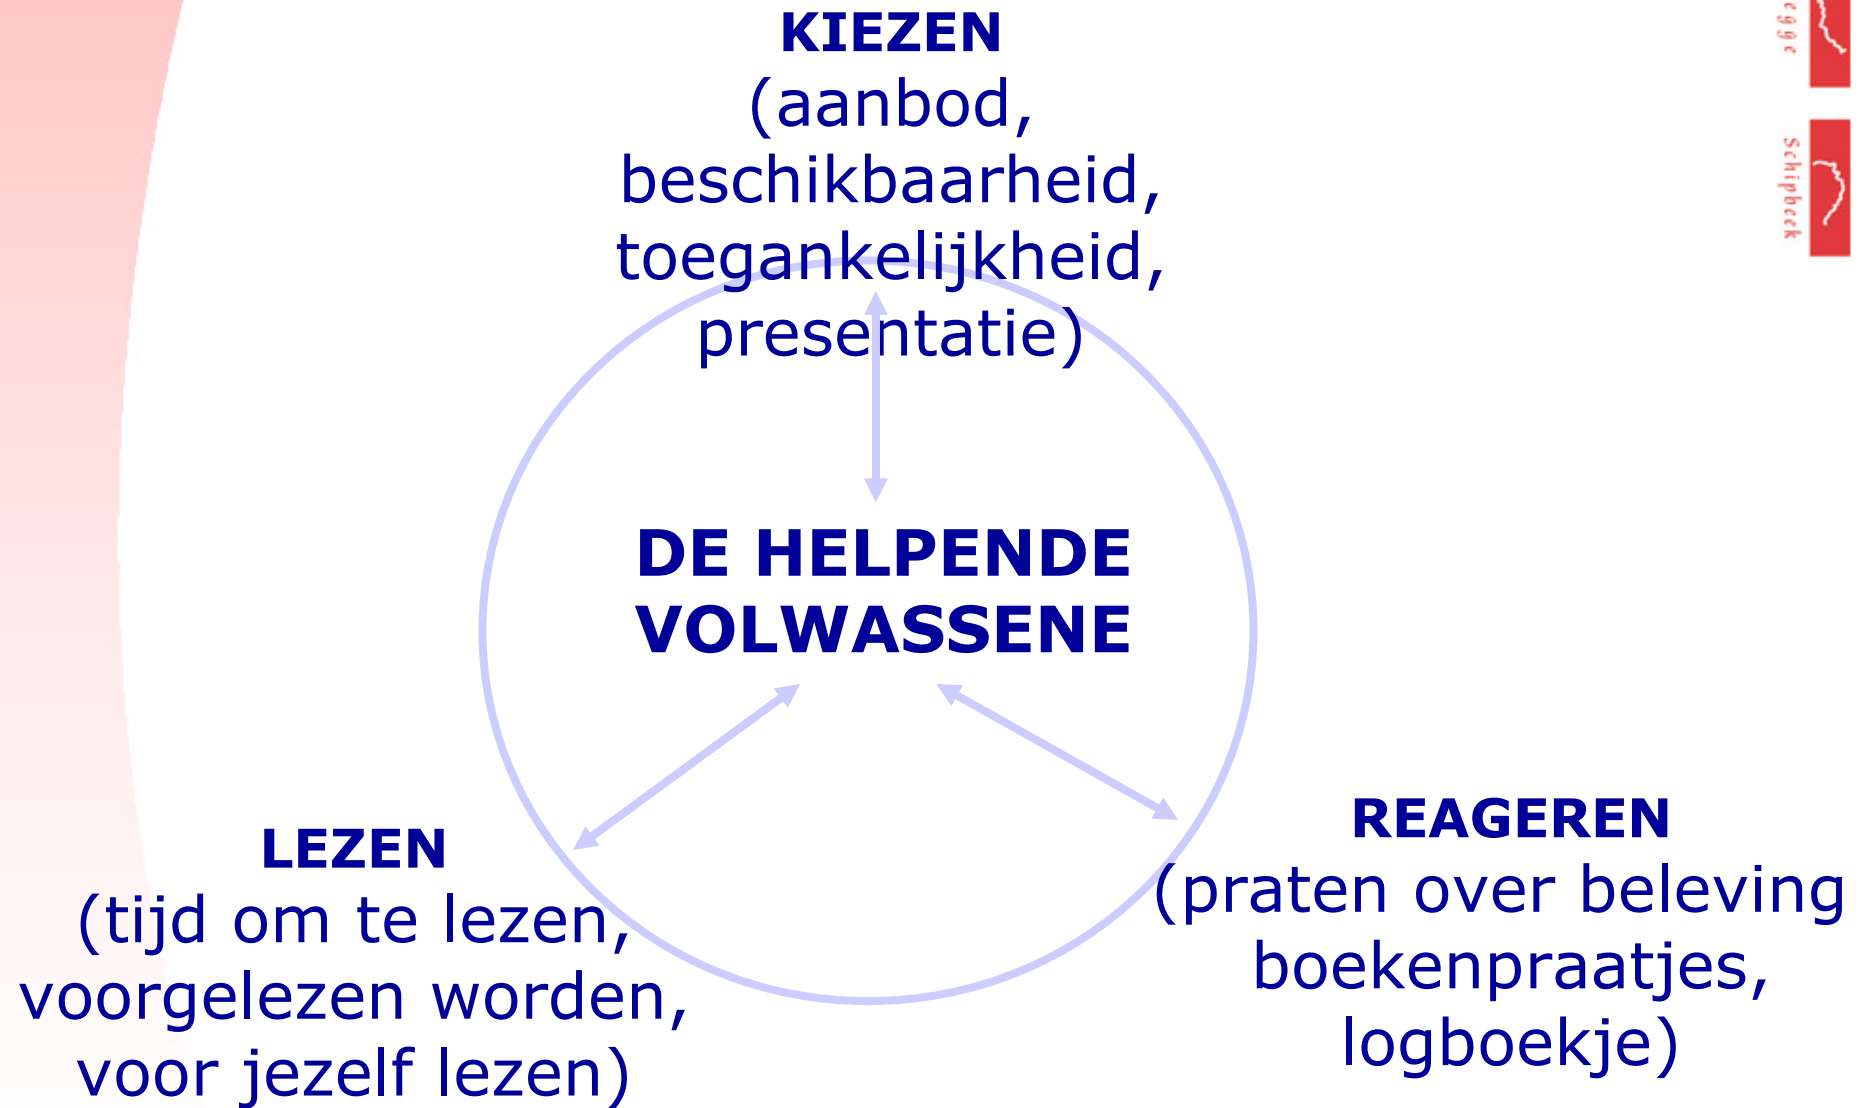 KIEZEN
(aanbod,
beschikbaarheid,
toegankelijkheid,
presentatie)
DE HELPENDE
VOLWASSENE
LEZEN
(tijd om te lezen,
voorgelezen worden,
voor jezelf lezen)
REAGEREN
(praten over beleving
boekenpraatjes,
logboekje)
Schipbeek